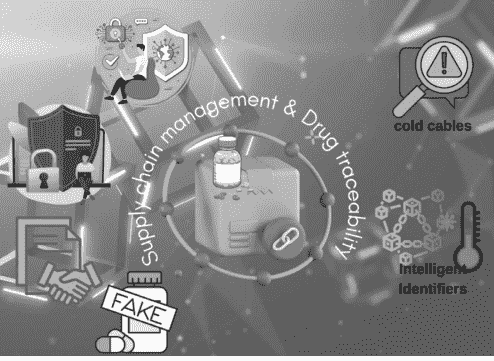 Supply chain management & Drug traceability
cold cables
Intelligent
Identifiers
FAKE